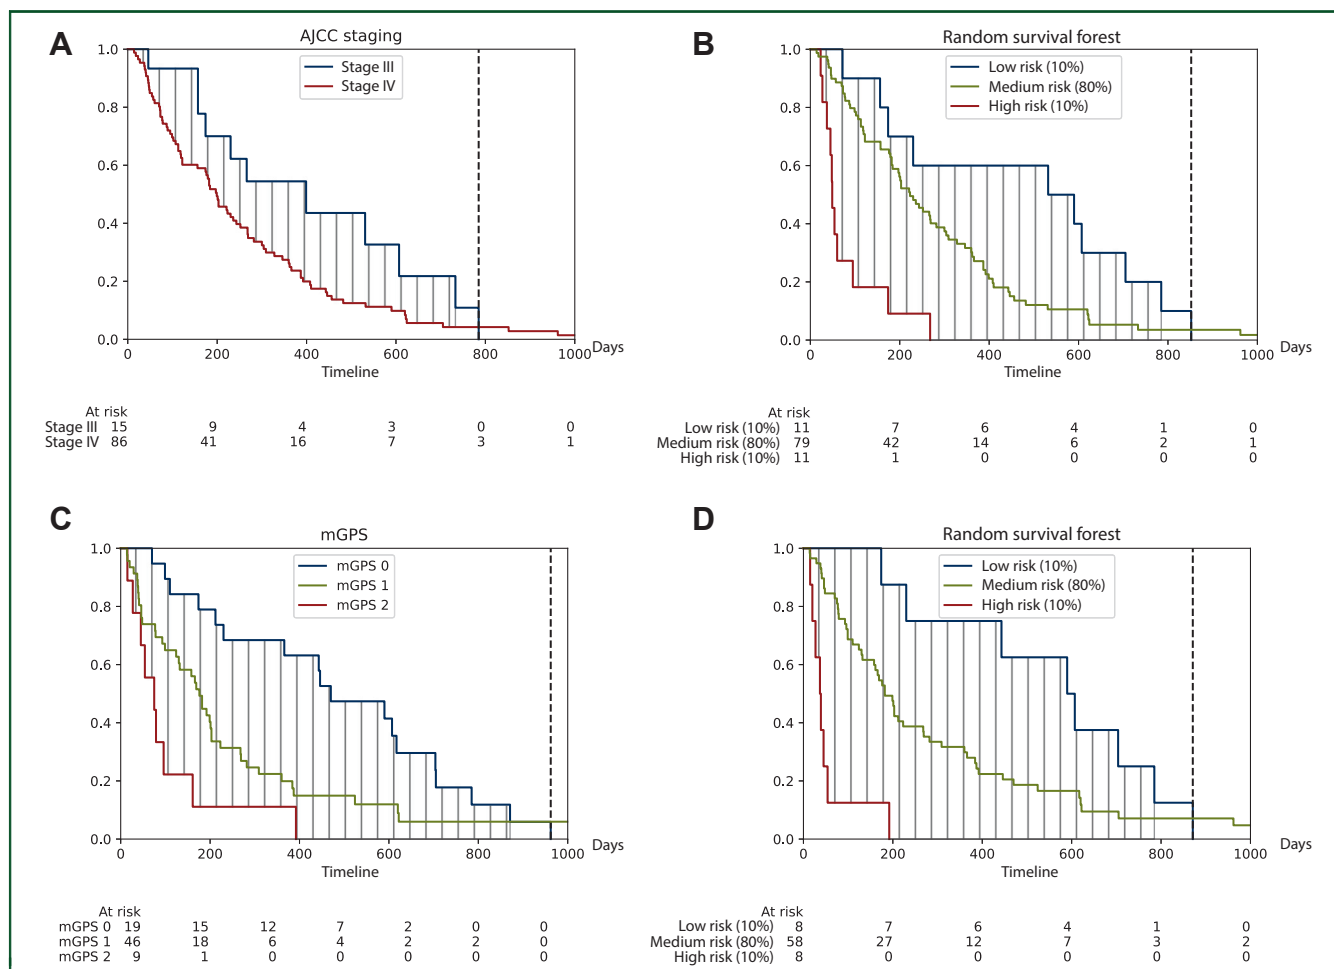 A
AJCC staging
Stage III
Stage IV
1.0
0.8
0.6
0.4
0.2
0.0
0 200 400 600 800 1000 Days
Timeline
At risk
Stage III 15 9 4 3 0 0
Stage IV 86 41 16 7 3 1
B
Random survival forest
Low risk (10%)
Medium risk (80%)
High risk (10%)
1.0
0.8
0.6
0.4
0.2
0.0
0 200 400 600 800 1000 Days
Timeline
At risk
Low risk (10%) 11 7 6 4 1 0
Medium risk (80%) 79 42 14 6 2 1
High risk (10%) 11 1 0 0 0 0
C
mGPS
mGPS 0
mGPS 1
mGPS 2
1.0
0.8
0.6
0.4
0.2
0.0
0 200 400 600 800 1000 Days
Timeline
At risk
mGPS 0 19 15 12 7 2 0 0
mGPS 1 46 18 6 4 2 2 0
mGPS 2 9 1 0 0 0 0 0
D
Random survival forest
Low risk (10%)
Medium risk (80%)
High risk (10%)
1.0
0.8
0.6
0.4
0.2
0.0
0 200 400 600 800 1000 Days
Timeline
At risk
Low risk (10%) 8 7 6 4 1 0
Medium risk (80%) 58 27 12 7 3 2
High risk (10%) 8 0 0 0 0 0